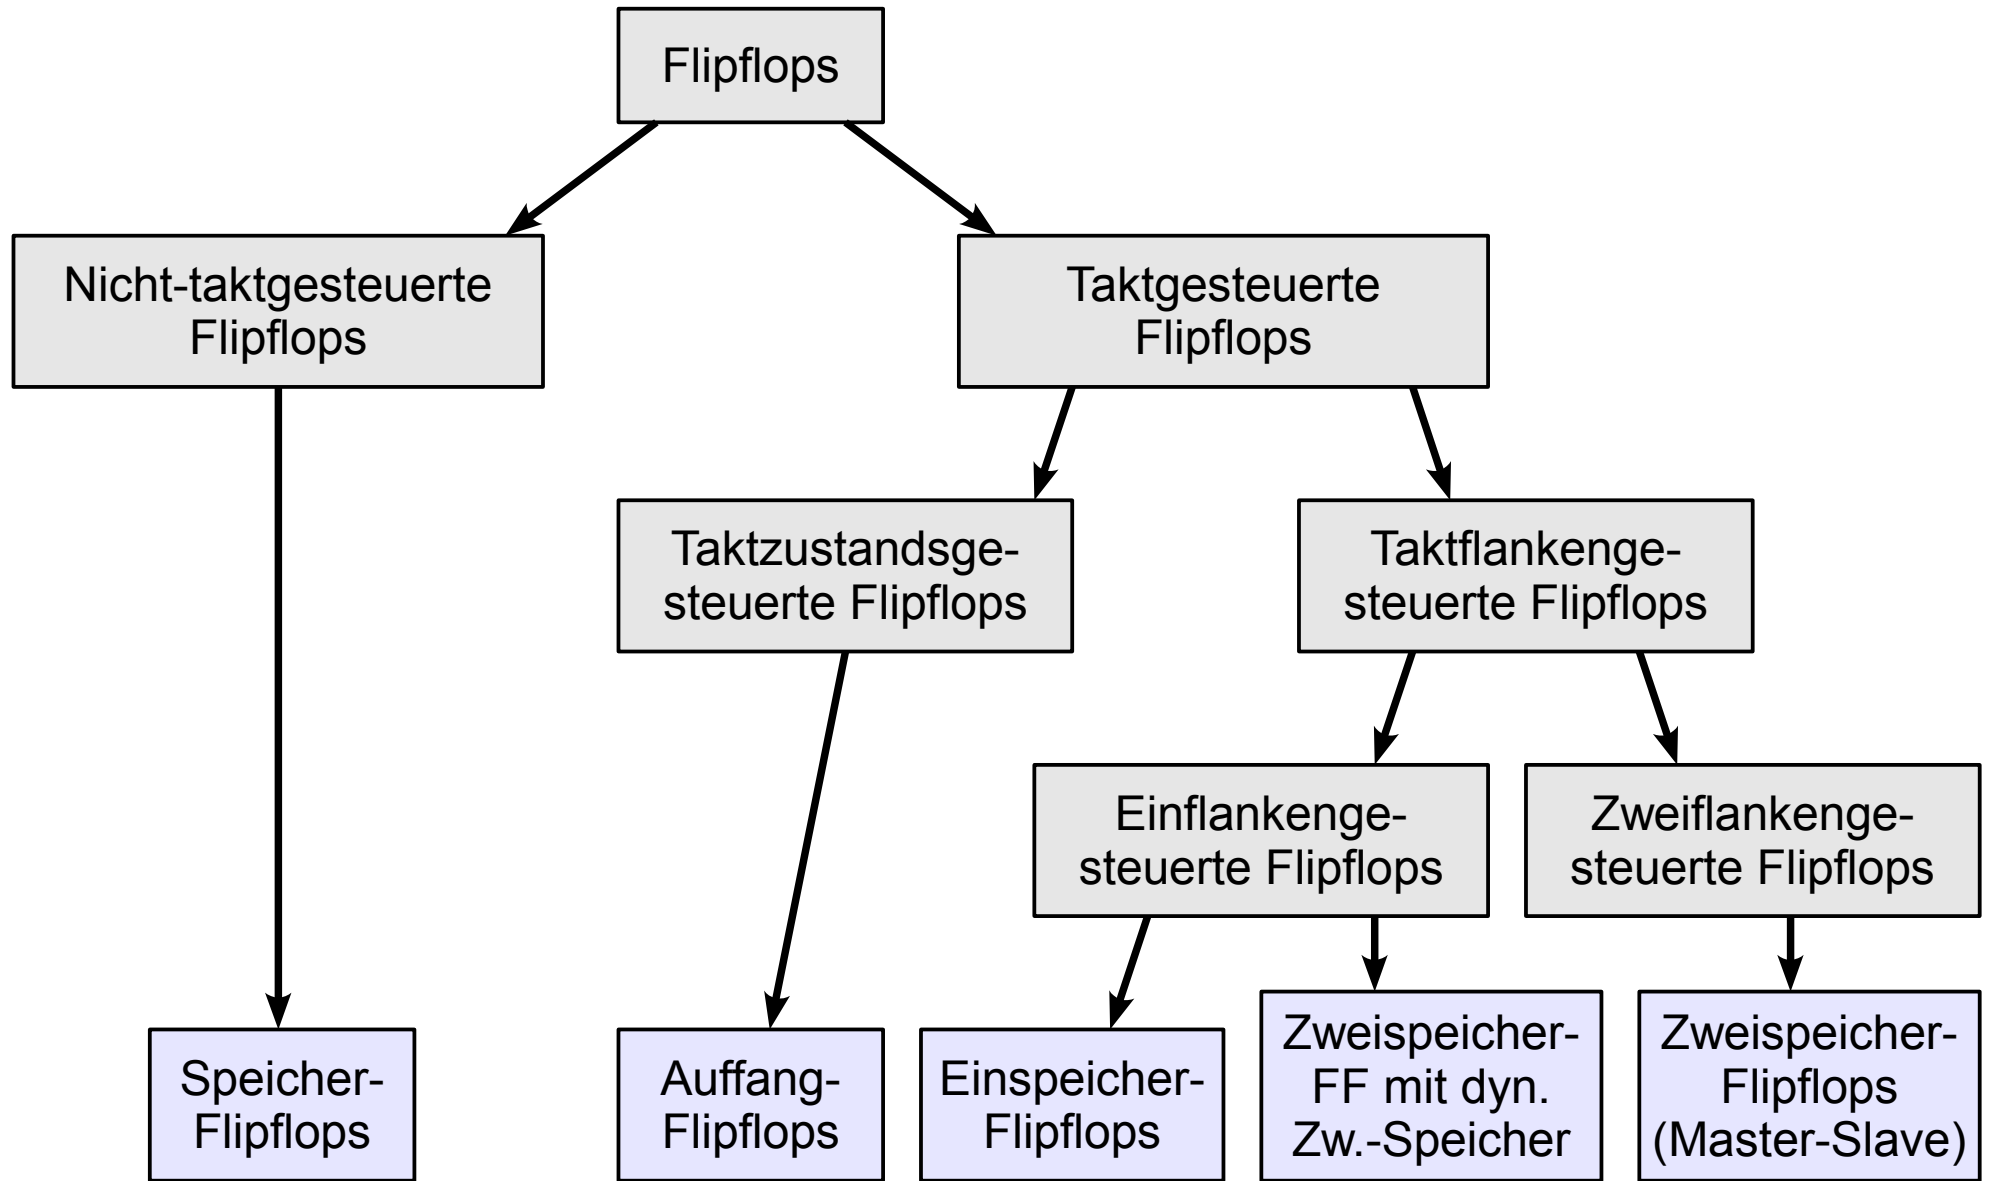 Flipflops
Nicht-taktgesteuerte
Flipflops
Taktgesteuerte
Flipflops
Taktzustandsge-
steuerte Flipflops
Taktflankenge-
steuerte Flipflops
Einflankenge-
steuerte Flipflops
Zweiflankenge-
steuerte Flipflops
Speicher-
Flipflops
Auffang-
Flipflops
Einspeicher-
Flipflops
Zweispeicher-
FF mit dyn.
Zw.-Speicher
Zweispeicher-
Flipflops
(Master-Slave)